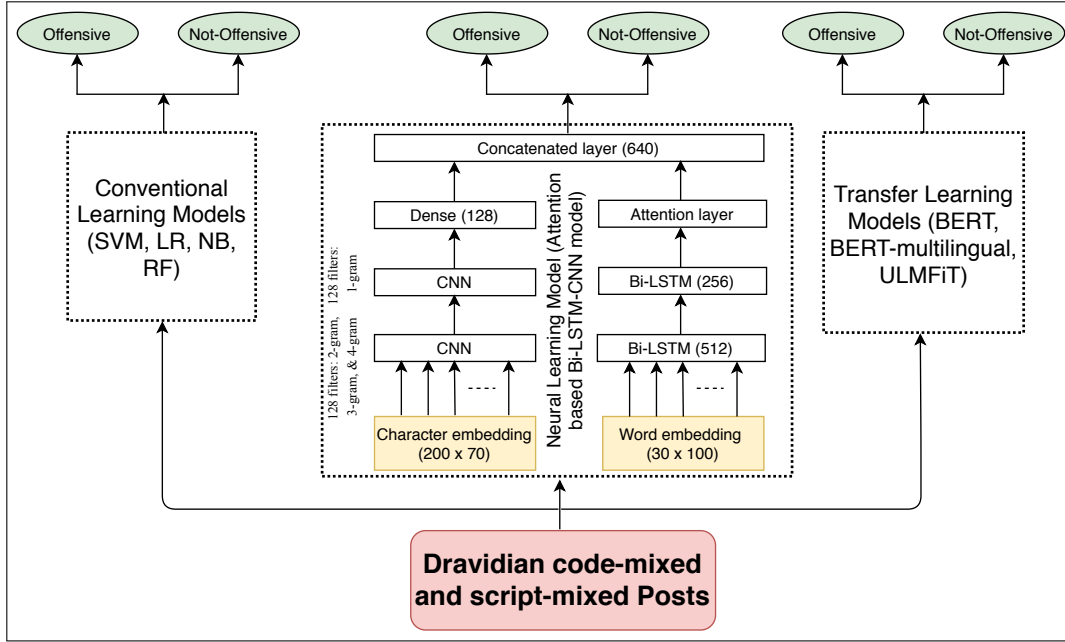 Offensive
Not-Offensive
Offensive
Not-Offensive
Offensive
Not-Offensive
Conventional
Learning Models
(SVM, LR, NB,
RF)
Concatenated layer (640)
Dense (128)
Attention layer
CNN
Bi-LSTM (256)
CNN
Bi-LSTM (512)
128 filters:
1-gram
128 filters: 2-gram,
3-gram, & 4-gram
Neural Learning Model (Attention
based Bi-LSTM-CNN model)
Character embedding
(200 x 70)
Word embedding
(30 x 100)
Transfer Learning
Models (BERT,
BERT-multilingual,
ULMFiT)
Dravidian code-mixed
and script-mixed Posts